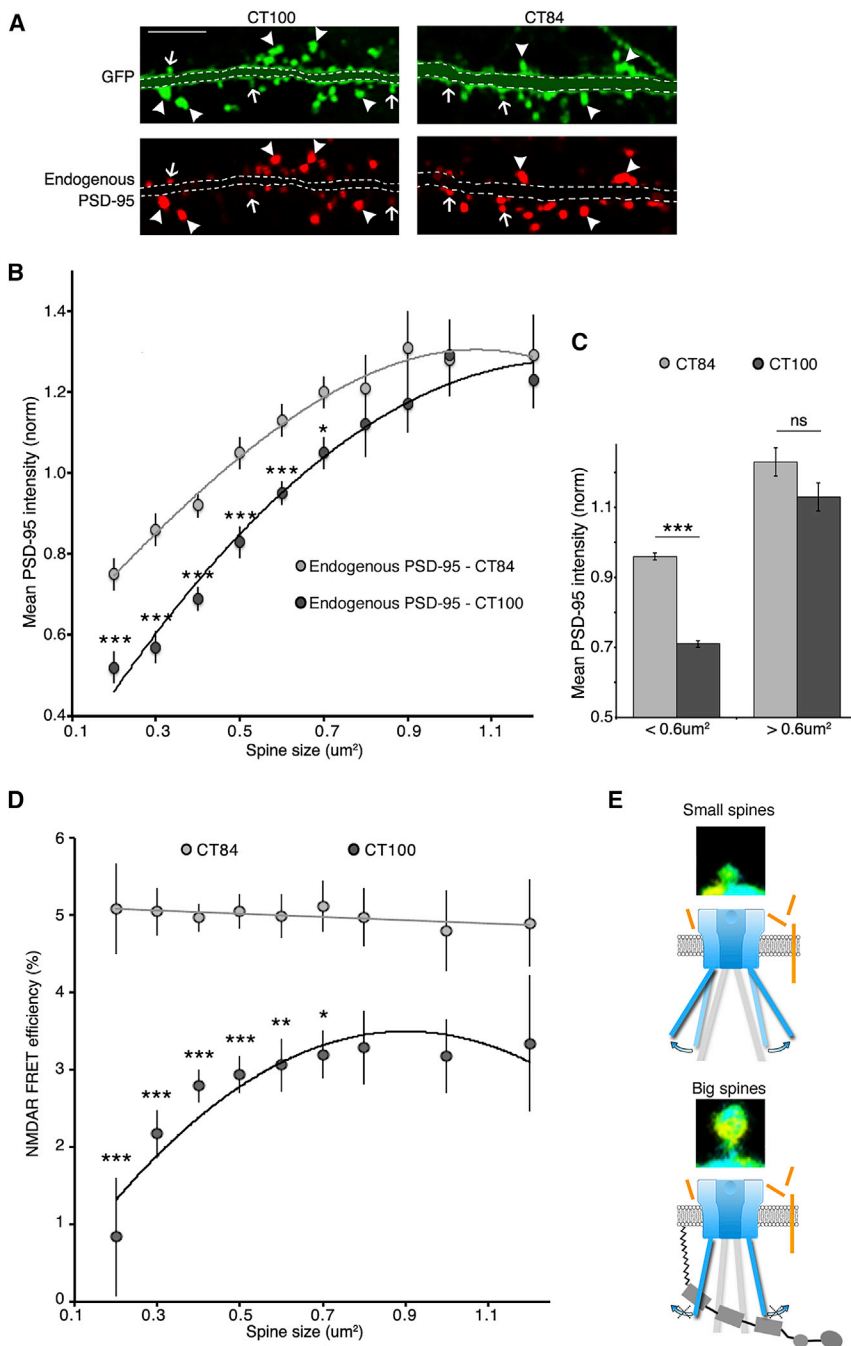 A
CT100
CT84
GFP
Endogenous
PSD-95
B
Mean PSD-95 intensity (norm)
1.4
1.2
1.0
0.8
0.6
0.4
***
***
***
***
***
*
Endogenous PSD-95 - CT84
Endogenous PSD-95 - CT100
0.1
0.3
0.5
0.7
0.9
1.1
Spine size (um²)
C
CT84
CT100
Mean PSD-95 intensity (norm)
1.1
0.9
0.7
0.5
***
ns
< 0.6um²
> 0.6um²
D
NMDAR FRET efficiency (%)
6
5
4
3
2
1
0
CT84
CT100
***
***
***
***
**
*
0.1
0.3
0.5
0.7
0.9
1.1
Spine size (um²)
E
Small spines
Big spines